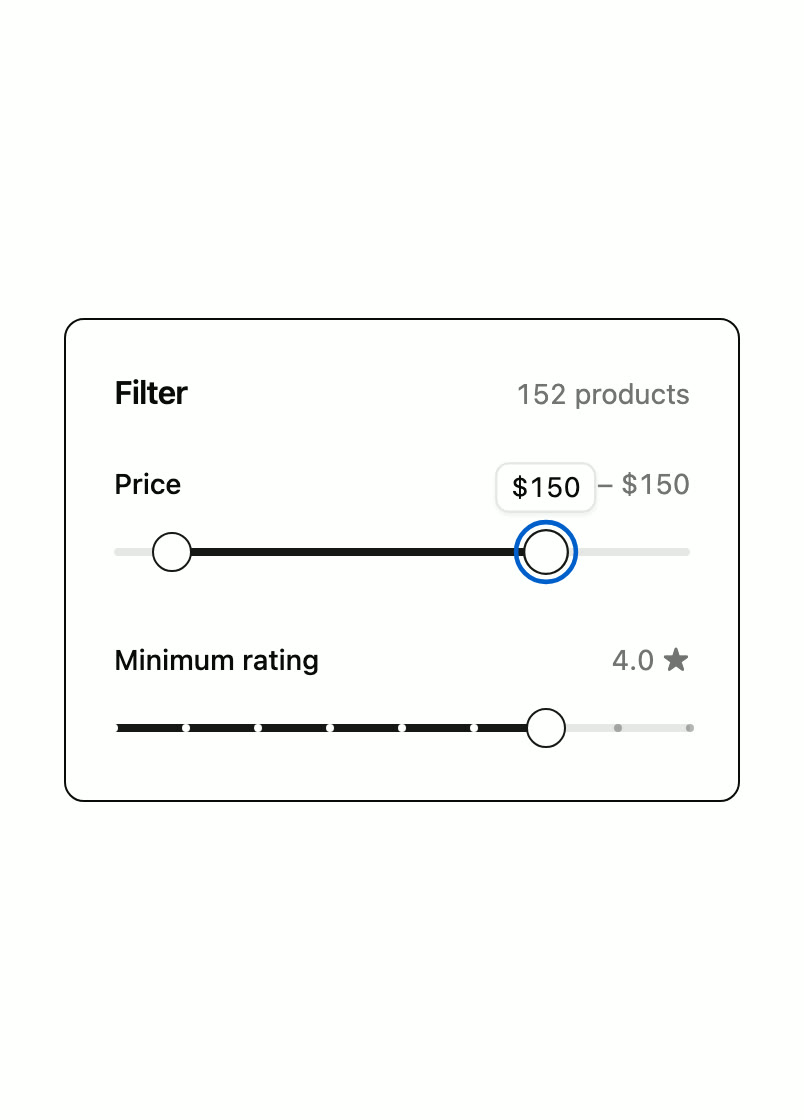 Filter
152 products
Price
$150
– $150
Minimum rating
4.0 ★